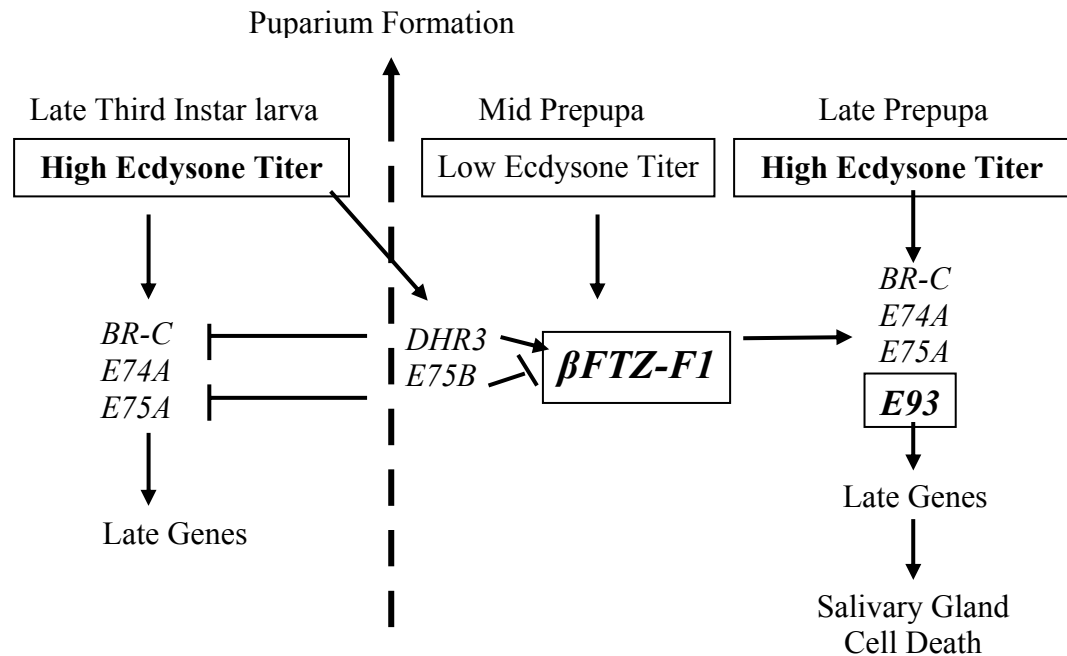 Puparium Formation
Late Third Instar larva
High Ecdysone Titer
Mid Prepupa
Low Ecdysone Titer
Late Prepupa
High Ecdysone Titer
BR-C
E74A
E75A
Late Genes
DHR3
E75B
βFTZ-F1
BR-C
E74A
E75A
E93
Late Genes
Salivary Gland
Cell Death